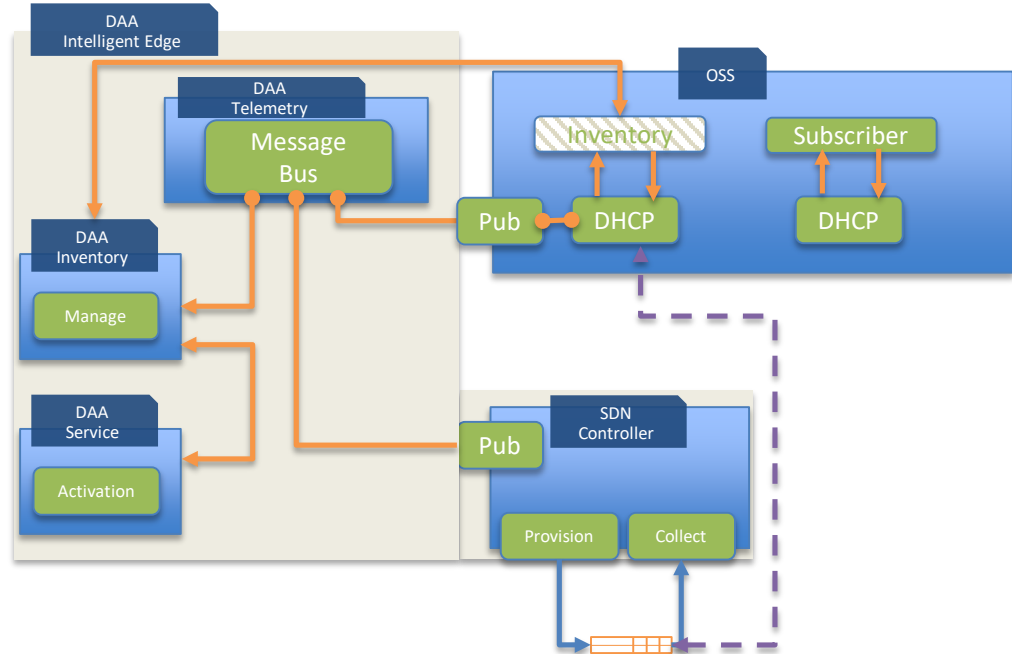 DAA
Intelligent Edge
OSS
DAA
Telemetry
Message
Bus
Inventory
Subscriber
Pub
DHCP
DHCP
DAA
Inventory
Manage
DAA
Service
Activation
SDN
Controller
Pub
Provision
Collect